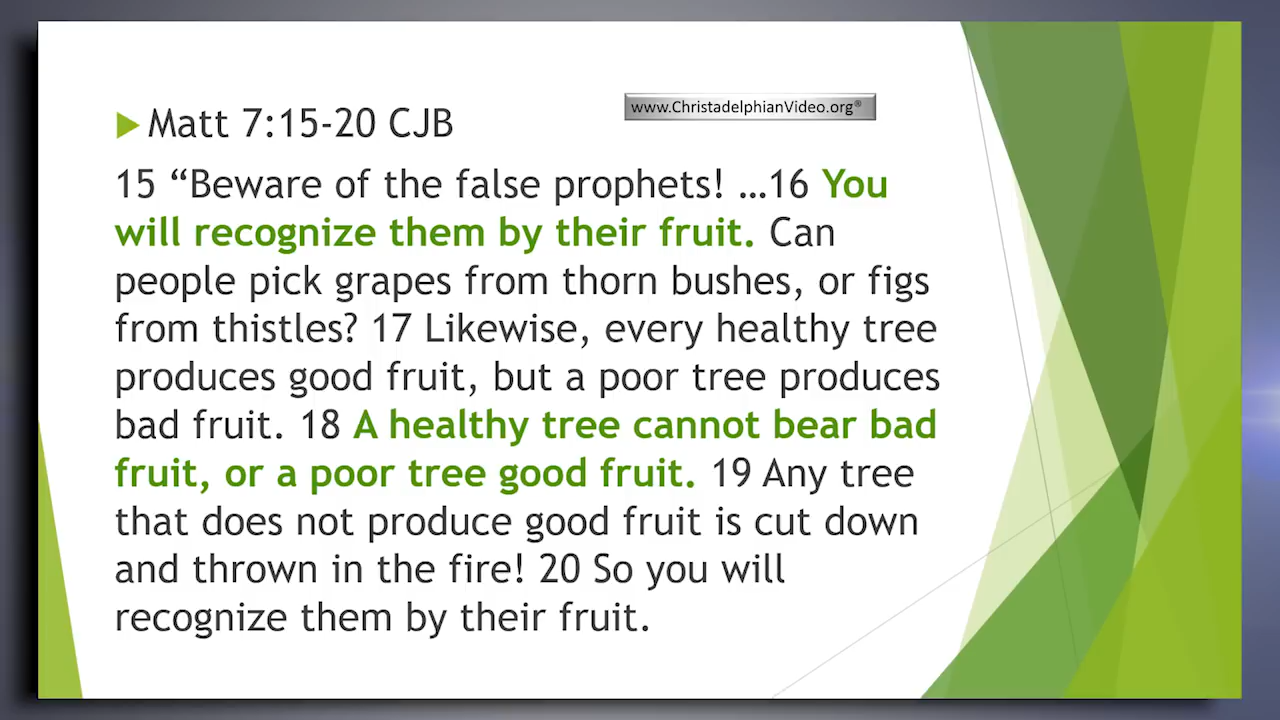 www.ChristadelphianVideo.org®
Matt 7:15-20 CJB
15 “Beware of the false prophets! …16 You
will recognize them by their fruit. Can
people pick grapes from thorn bushes, or figs
from thistles? 17 Likewise, every healthy tree
produces good fruit, but a poor tree produces
bad fruit. 18 A healthy tree cannot bear bad
fruit, or a poor tree good fruit. 19 Any tree
that does not produce good fruit is cut down
and thrown in the fire! 20 So you will
recognize them by their fruit.